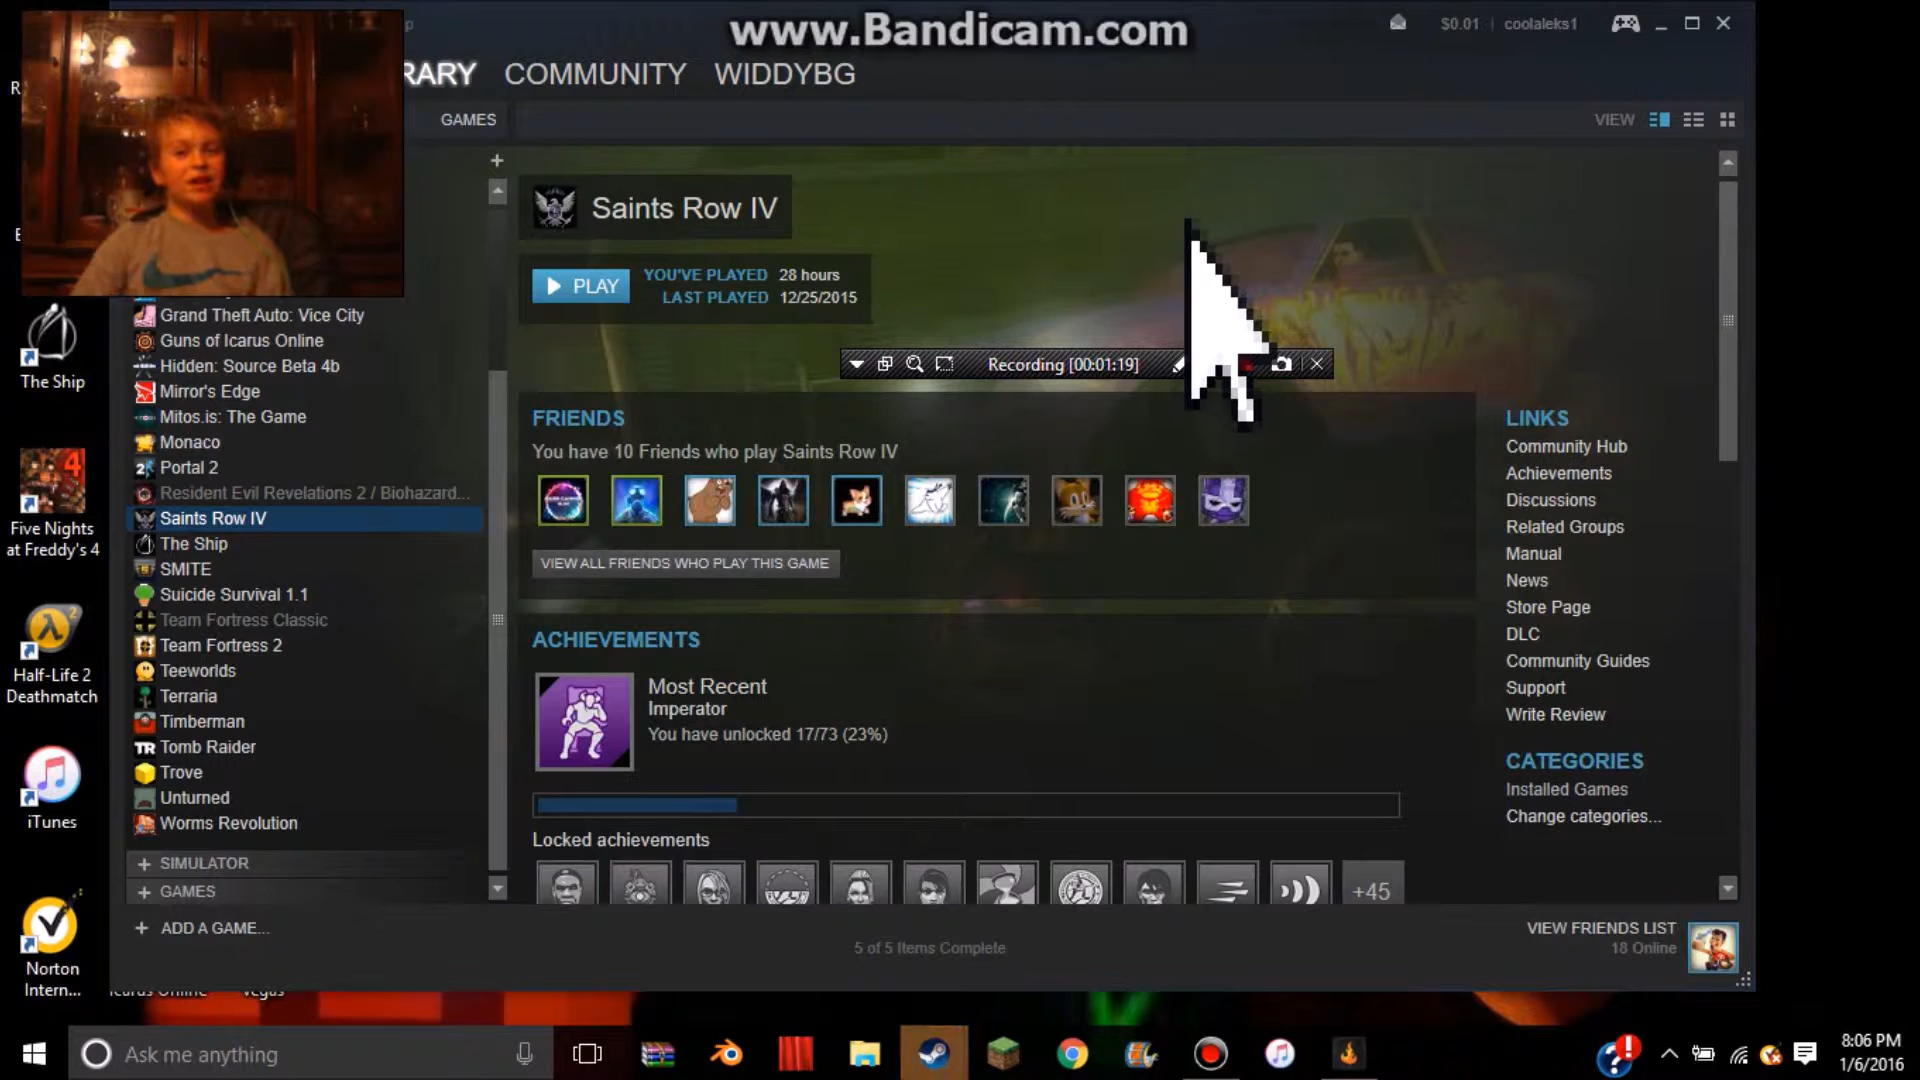 www.Bandicam.com
$0.01 | coolaleks1
RARY COMMUNITY WIDDYBG
GAMES
VIEW
Saints Row IV
PLAY
YOU'VE PLAYED 28 hours
LAST PLAYED 12/25/2015
Recording [00:01:19]
FRIENDS
You have 10 Friends who play Saints Row IV
VIEW ALL FRIENDS WHO PLAY THIS GAME
ACHIEVEMENTS
Most Recent
Imperator
You have unlocked 17/73 (23%)
Locked achievements
+45
LINKS
Community Hub
Achievements
Discussions
Related Groups
Manual
News
Store Page
DLC
Community Guides
Support
Write Review
CATEGORIES
Installed Games
Change categories...
Grand Theft Auto: Vice City
Guns of Icarus Online
Hidden: Source Beta 4b
Mirror's Edge
Mitos.is: The Game
Monaco
Portal 2
Resident Evil Revelations 2 / Biohazard...
Saints Row IV
The Ship
SMITE
Suicide Survival 1.1
Team Fortress Classic
Team Fortress 2
Teeworlds
Terraria
Timberman
Tomb Raider
Trove
Unturned
Worms Revolution
+ SIMULATOR
+ GAMES
+ ADD A GAME...
5 of 5 Items Complete
VIEW FRIENDS LIST
18 Online
The Ship
Five Nights
at Freddy's 4
Half-Life 2
Deathmatch
iTunes
Norton
Intern...
Icarus Online
Vegas
Ask me anything
8:06 PM
1/6/2016